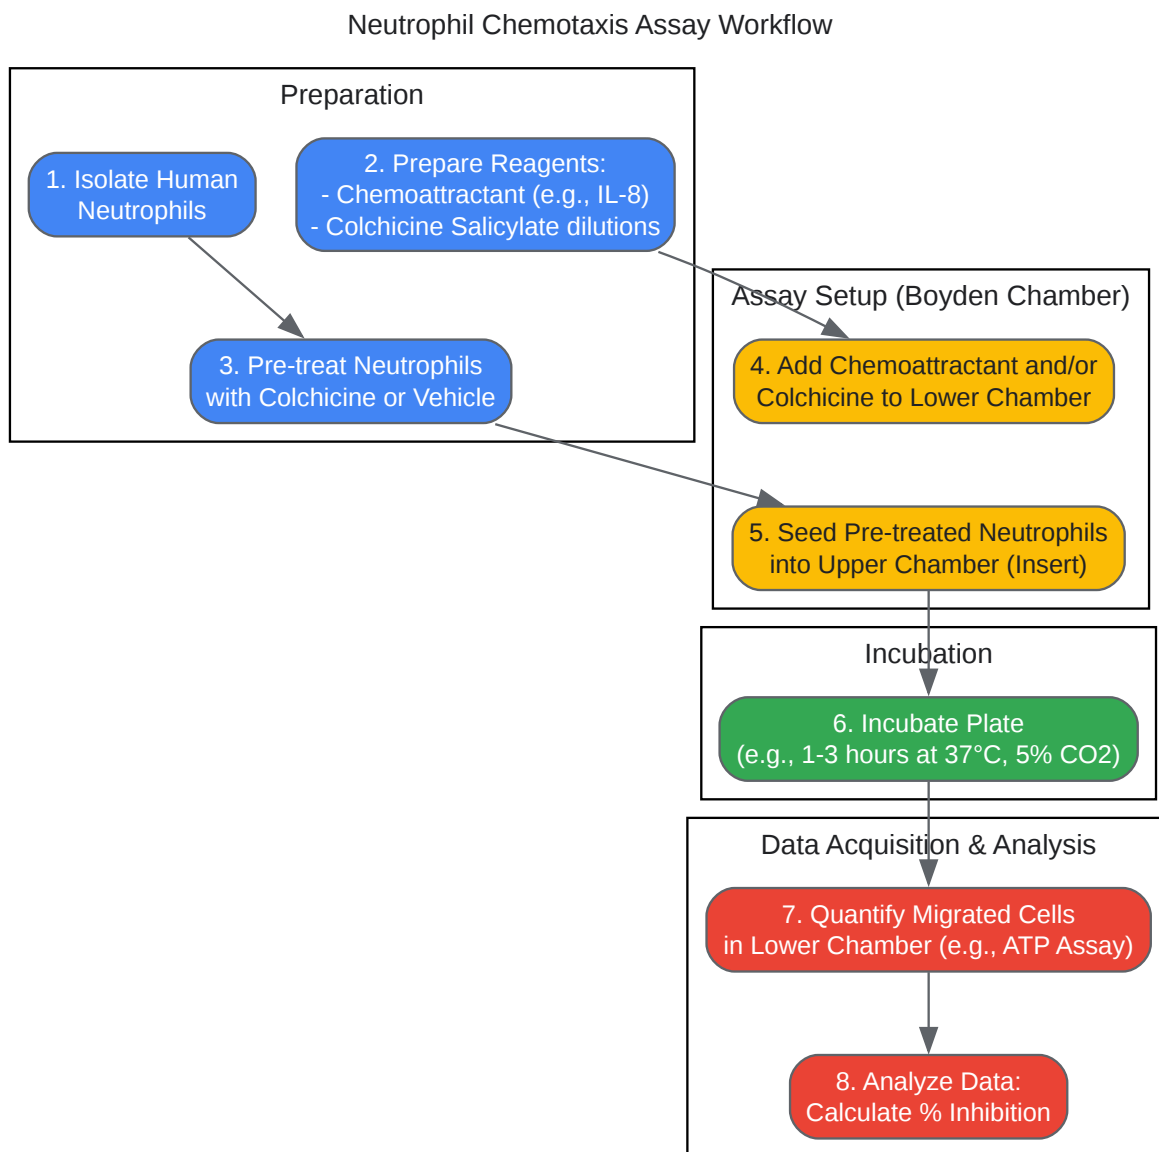 Neutrophil Chemotaxis Assay Workflow
Preparation
1. Isolate Human
Neutrophils
2. Prepare Reagents:
- Chemoattractant (e.g., IL-8)
- Colchicine Salicylate dilutions
3. Pre-treat Neutrophils
with Colchicine or Vehicle
Assay Setup (Boyden Chamber)
4. Add Chemoattractant and/or
Colchicine to Lower Chamber
5. Seed Pre-treated Neutrophils
into Upper Chamber (Insert)
Incubation
6. Incubate Plate
(e.g., 1-3 hours at 37°C, 5% CO2)
Data Acquisition & Analysis
7. Quantify Migrated Cells
in Lower Chamber (e.g., ATP Assay)
8. Analyze Data:
Calculate % Inhibition